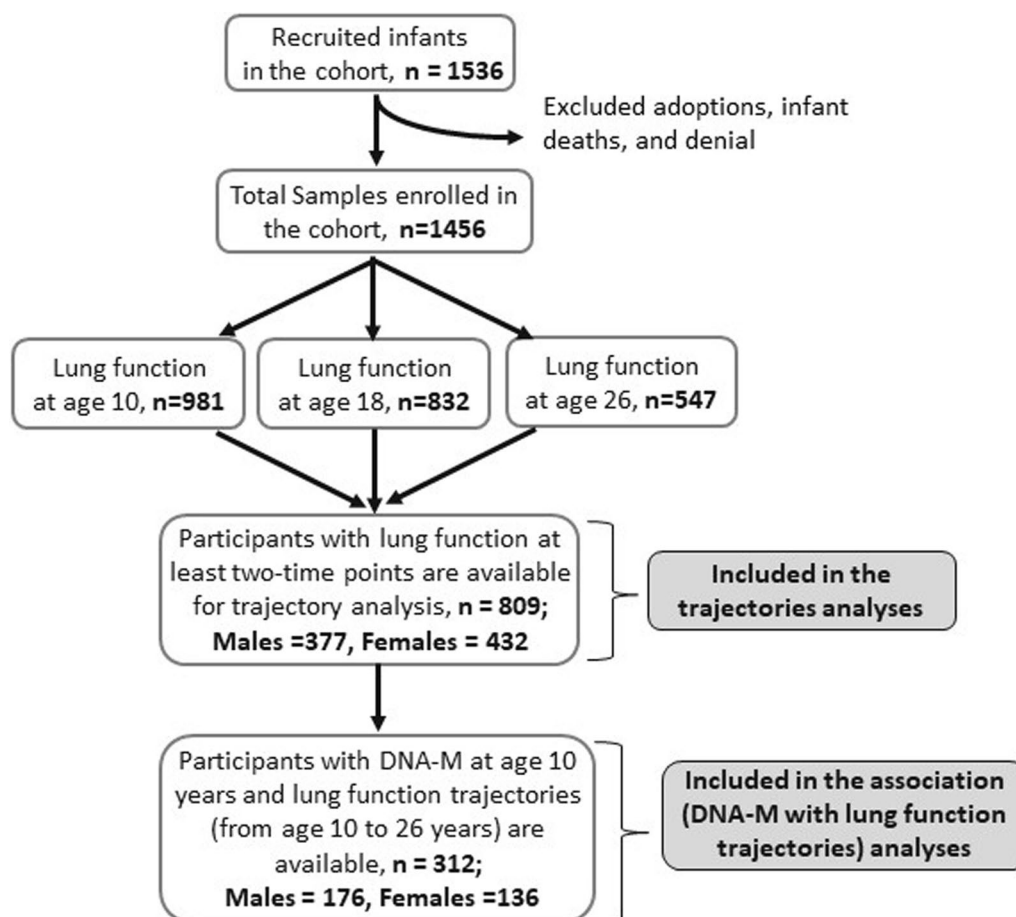 Recruited infants
in the cohort, n = 1536
Excluded adoptions, infant
deaths, and denial
Total Samples enrolled in
the cohort, n=1456
Lung function
at age 10, n=981
Lung function
at age 18, n=832
Lung function
at age 26, n=547
Participants with lung function at
least two-time points are available
for trajectory analysis, n = 809;
Males =377, Females = 432
Included in the
trajectories analyses
Participants with DNA-M at age 10
years and lung function trajectories
(from age 10 to 26 years) are
available, n = 312;
Males = 176, Females =136
Included in the association
(DNA-M with lung function
trajectories) analyses